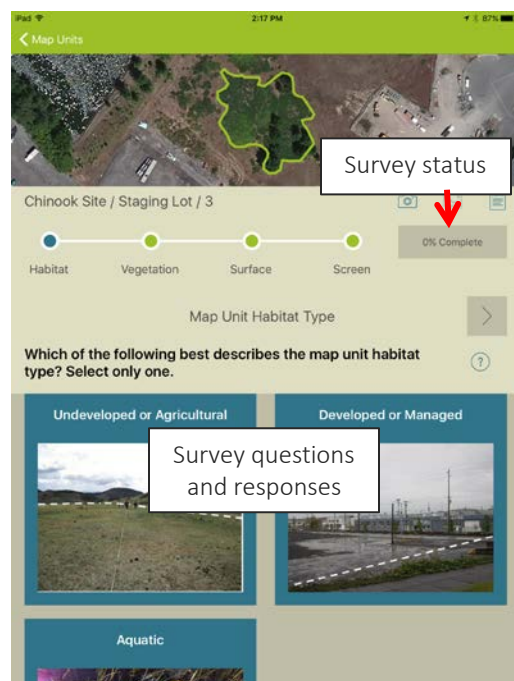 iPad 2:17 PM 87%
Map Units
Survey status
Chinook Site / Staging Lot / 3
0% Complete
Habitat Vegetation Surface Screen
Map Unit Habitat Type
Which of the following best describes the map unit habitat
type? Select only one.
?
Undeveloped or Agricultural Developed or Managed
Survey questions
and responses
Aquatic